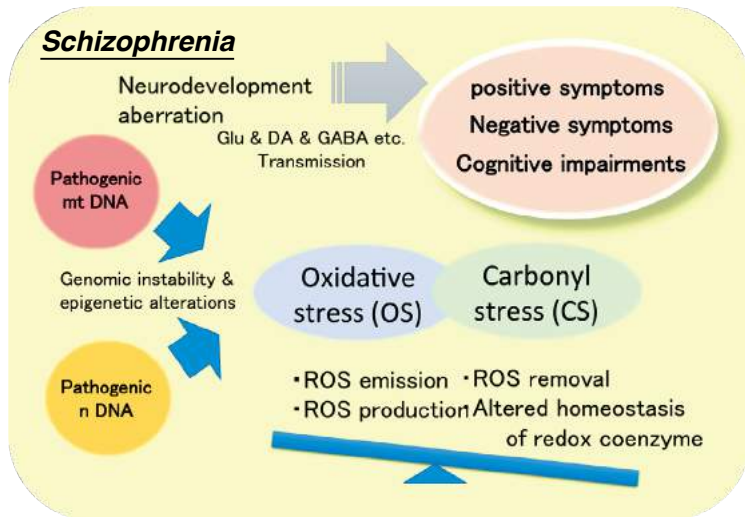 Schizophrenia
Neurodevelopment
aberration
Glu & DA & GABA etc.
Transmission
positive symptoms
Negative symptoms
Cognitive impairments
Pathogenic
mt DNA
Genomic instability &
epigenetic alterations
Pathogenic
n DNA
Oxidative
stress (OS)
Carbonyl
stress (CS)
・ROS emission
・ROS production
・ROS removal
・Altered homeostasis
of redox coenzyme